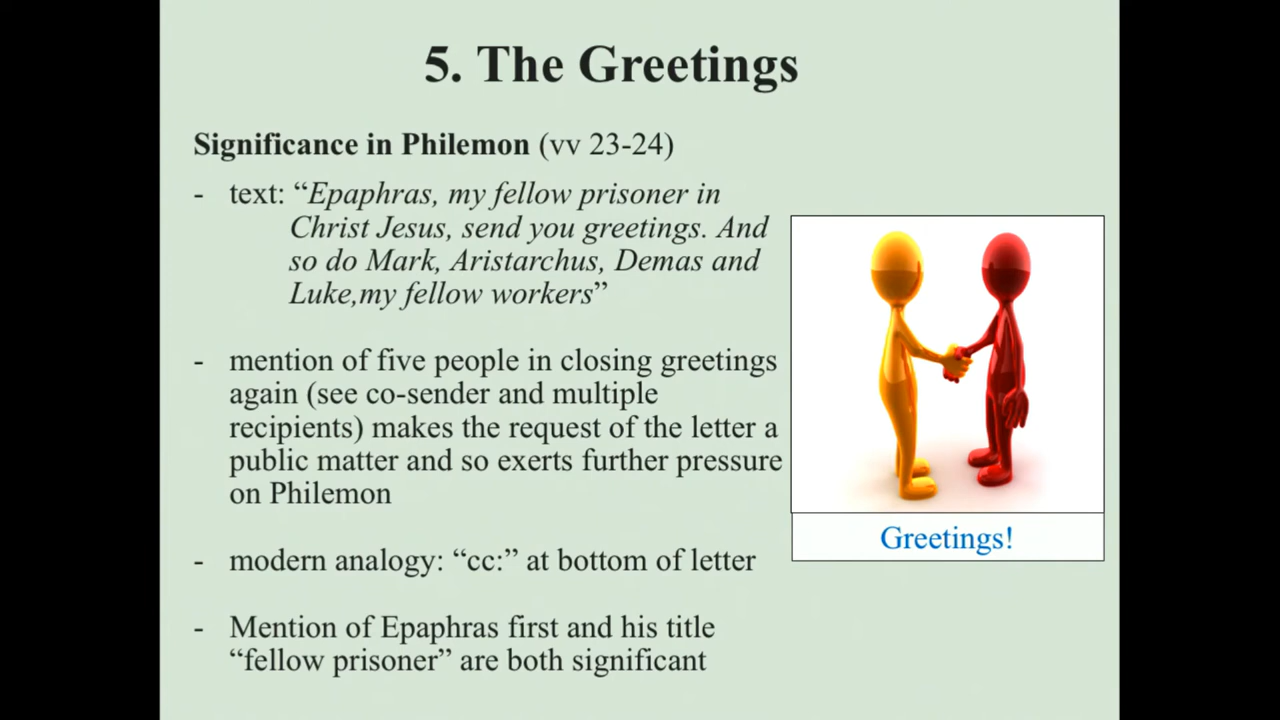 5. The Greetings
Significance in Philemon (vv 23-24)
- text: “Epaphras, my fellow prisoner in
Christ Jesus, send you greetings. And
so do Mark, Aristarchus, Demas and
Luke,my fellow workers”
- mention of five people in closing greetings
again (see co-sender and multiple
recipients) makes the request of the letter a
public matter and so exerts further pressure
on Philemon
- modern analogy: “cc:” at bottom of letter
- Mention of Epaphras first and his title
“fellow prisoner” are both significant
Greetings!